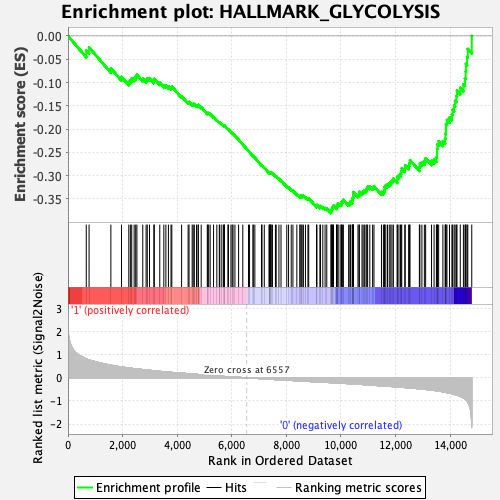 Enrichment plot: HALLMARK_GLYCOLYSIS
Enrichment score (ES)
0.00
-0.05
-0.10
-0.15
-0.20
-0.25
-0.30
-0.35
Ranked list metric (Signal2Noise)
'1' (positively correlated)
3
2
1
0
-1
-2
Zero cross at 6557
'0' (negatively correlated)
0
2,000
4,000
6,000
8,000
10,000
12,000
14,000
Rank in Ordered Dataset
Enrichment profile
Hits
Ranking metric scores